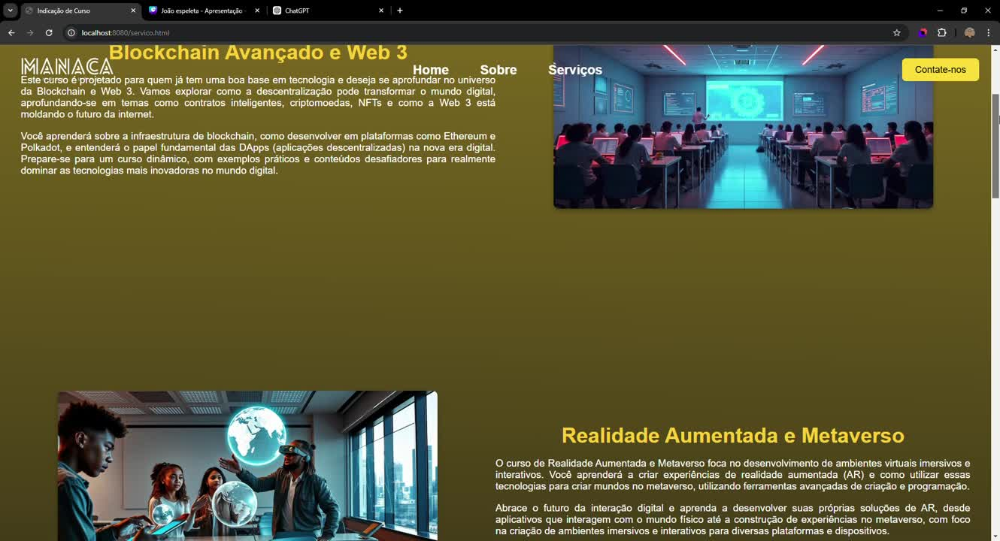 Indicação de Curso
João espeleta - Apresentação
ChatGPT
localhost:8080/servico.html
Blockchain Avançado e Web 3
MANACA
Home
Sobre
Serviços
Contate-nos
Este curso é projetado para quem já tem uma boa base em tecnologia e deseja se aprofundar no universo
da Blockchain e Web 3. Vamos explorar como a descentralização pode transformar o mundo digital,
aprofundando-se em temas como contratos inteligentes, criptomoedas, NFTs e como a Web 3 está
moldando o futuro da internet.
Você aprenderá sobre a infraestrutura de blockchain, como desenvolver em plataformas como Ethereum e
Polkadot, e entenderá o papel fundamental das DApps (aplicações descentralizadas) na nova era digital.
Prepare-se para um curso dinâmico, com exemplos práticos e conteúdos desafiadores para realmente
dominar as tecnologias mais inovadoras no mundo digital.
Realidade Aumentada e Metaverso
O curso de Realidade Aumentada e Metaverso foca no desenvolvimento de ambientes virtuais imersivos e
interativos. Você aprenderá a criar experiências de realidade aumentada (AR) e como utilizar essas
tecnologias para criar mundos no metaverso, utilizando ferramentas avançadas de criação e programação.
Abrace o futuro da interação digital e aprenda a desenvolver suas próprias soluções de AR, desde
aplicativos que interagem com o mundo físico até a construção de experiências no metaverso, com foco
na criação de ambientes imersivos e interativos para diversas plataformas e dispositivos.